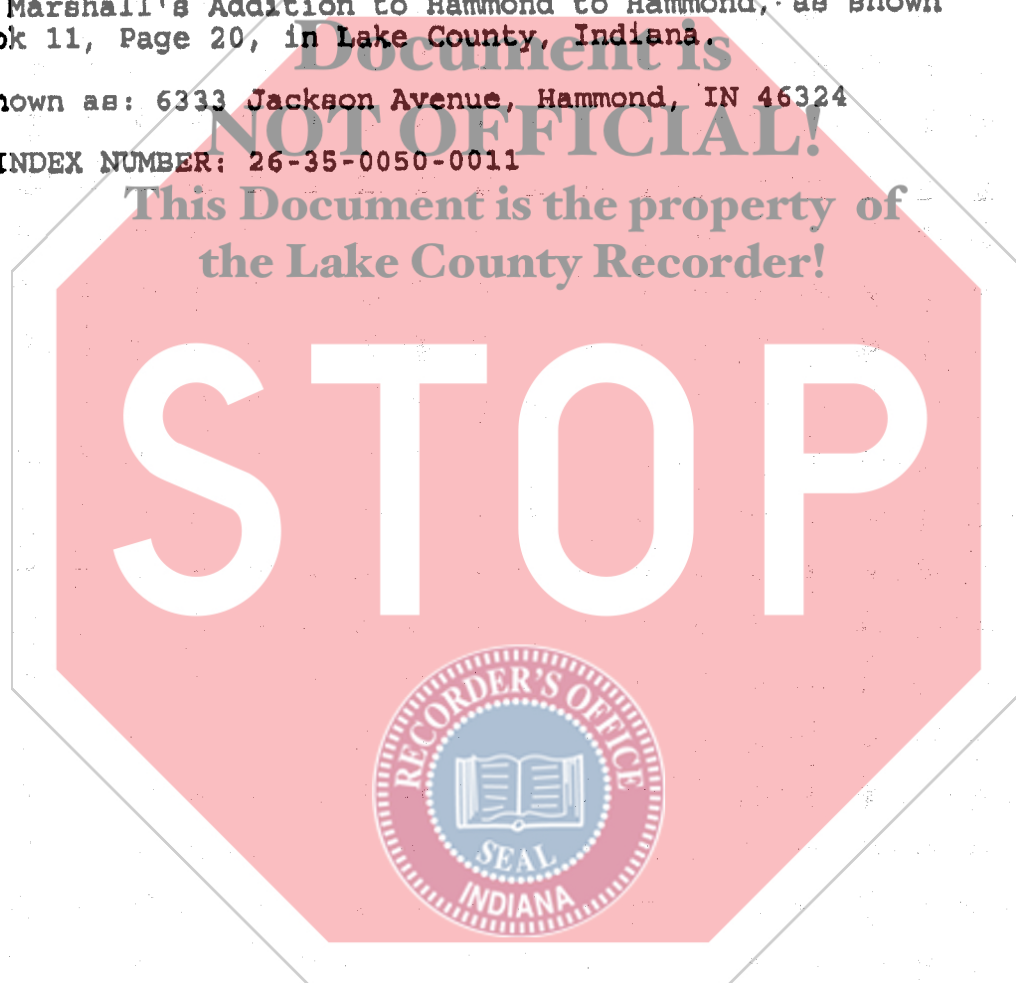 Marshall's Addition to Hammond to Hammond, as shown
ok 11, Page 20, in Lake County, Indiana.
Document is
nown as: 6333 Jackson Avenue, Hammond, IN 46324
NOT OFFICIAL!
INDEX NUMBER: 26-35-0050-0011
This Document is the property of
the Lake County Recorder!
STOP
RECORDER'S OFFICE
SEAL
INDIANA